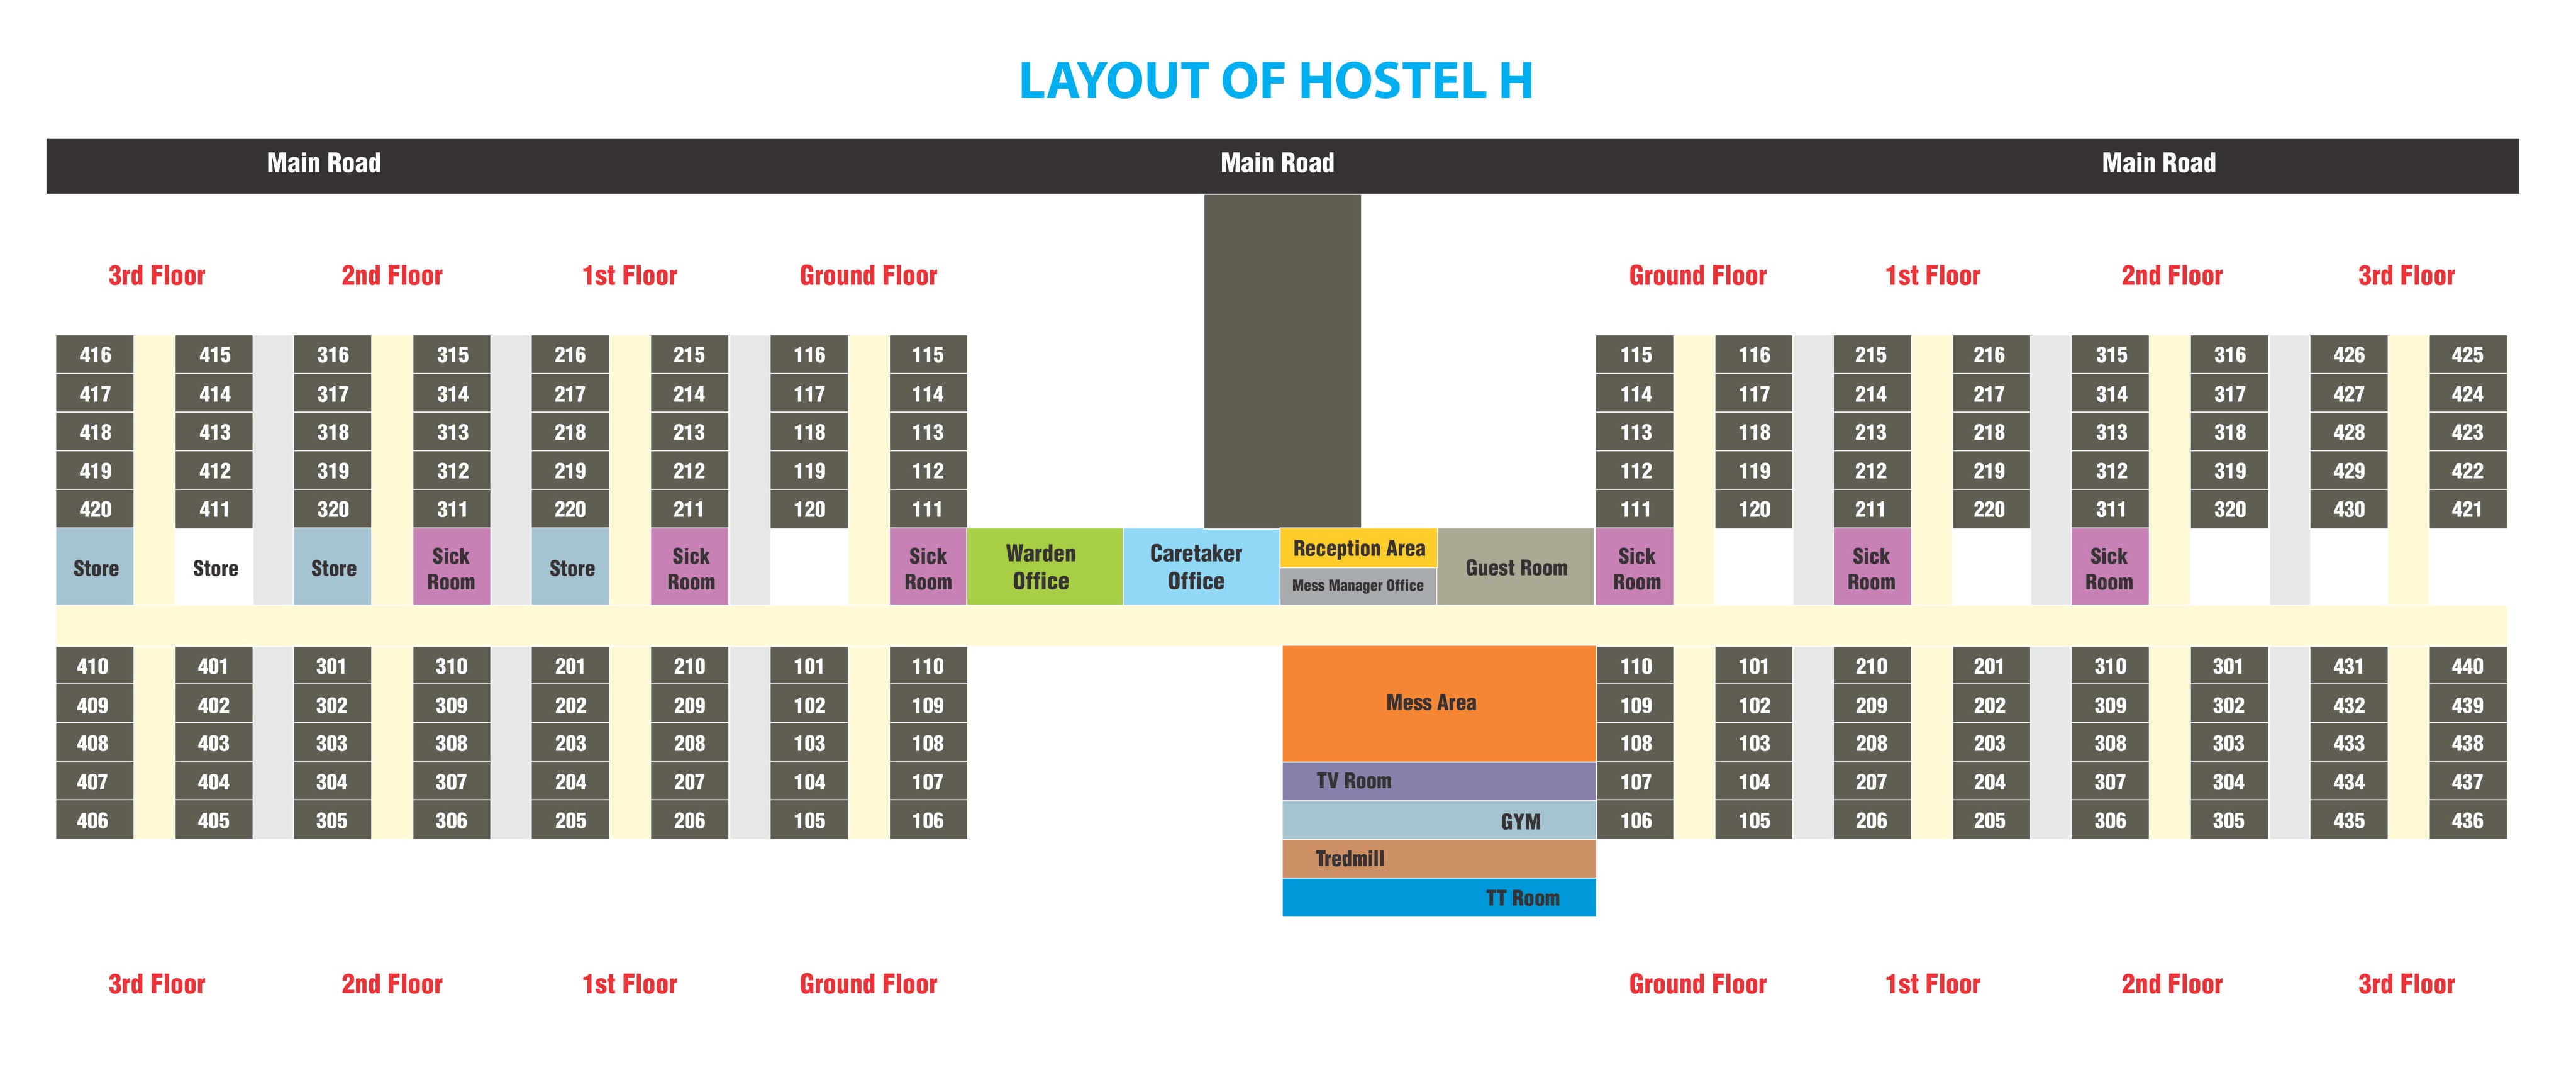 LAYOUT OF HOSTEL H
Main Road Main Road Main Road
3rd Floor 2nd Floor 1st Floor Ground Floor Ground Floor 1st Floor 2nd Floor 3rd Floor
416 415 316 315 216 215 116 115 115 116 215 216 315 316 426 425
417 414 317 314 217 214 117 114 114 117 214 217 314 317 427 424
418 413 318 313 218 213 118 113 113 118 213 218 313 318 428 423
419 412 319 312 219 212 119 112 112 119 212 219 312 319 429 422
420 411 320 311 220 211 120 111 111 120 211 220 311 320 430 421
Store Store Store Sick Room Store Sick Room Sick Room Warden Office Caretaker Office Reception Area Mess Manager Office Guest Room Sick Room Sick Room Sick Room
410 401 301 310 201 210 101 110 Mess Area 110 101 210 201 310 301 431 440
409 402 302 309 202 209 102 109 109 102 209 202 309 302 432 439
408 403 303 308 203 208 103 108 108 103 208 203 308 303 433 438
407 404 304 307 204 207 104 107 TV Room 107 104 207 204 307 304 434 437
406 405 305 306 205 206 105 106 GYM 106 105 206 205 306 305 435 436
Tredmill
TT Room
3rd Floor 2nd Floor 1st Floor Ground Floor Ground Floor 1st Floor 2nd Floor 3rd Floor